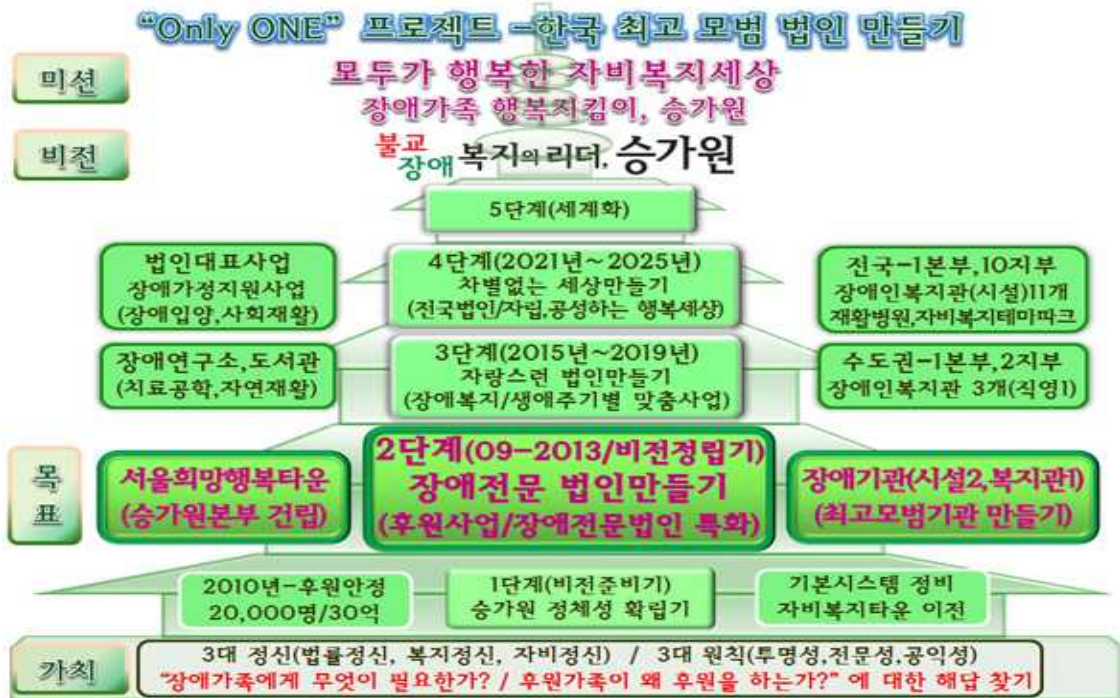 “Only ONE” 프로젝트 -한국 최고 모범 법인 만들기
미션
모두가 행복한 자비복지세상
장애가족 행복지킴이, 승가원
비전
불교
장애 복지의 리더, 승가원
5단계(세계화)
법인대표사업
장애가정지원사업
(장애입양,사회재활)
4단계(2021년~2025년)
차별없는 세상만들기
(전국법인/자립,공성하는 행복세상)
전국-1본부,10지부
장애인복지관(시설)11개
재활병원,자비복지테마파크
장애연구소,도서관
(치료공학,자연재활)
3단계(2015년~2019년)
자랑스런 법인만들기
(장애복지/생애주기별 맞춤사업)
수도권-1본부,2지부
장애인복지관 3개(직영1)
목표
서울희망행복타운
(승가원본부 건립)
2단계(09-2013/비전정립기)
장애전문 법인만들기
(후원사업/장애전문법인 특화)
장애기관(시설2,복지관1)
(최고모범기관 만들기)
2010년-후원안정
20,000명/30억
1단계(비전준비기)
승가원 정체성 확립기
기본시스템 정비
자비복지타운 이전
가치
3대 정신(법률정신, 복지정신, 자비정신) / 3대 원칙(투명성,전문성,공익성)
“장애가족에게 무엇이 필요한가? / 후원가족이 왜 후원을 하는가?” 에 대한 해답 찾기